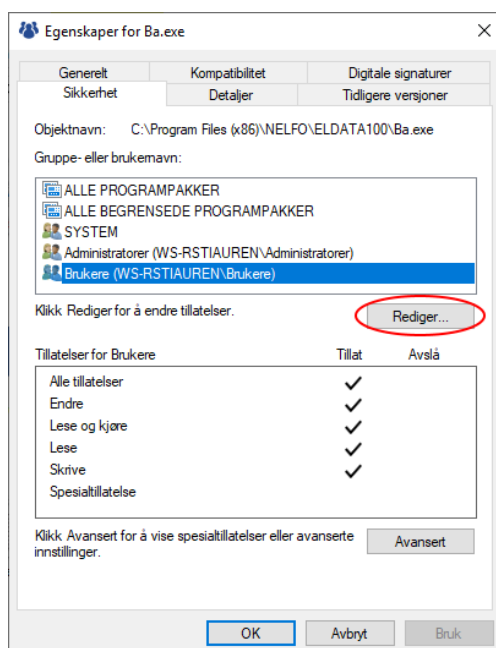 Egenskaper for Ba.exe
Generelt Kompatibilitet Digitale signaturer
Sikkerhet Detaljer Tidligere versjoner
Objektnavn: C:\Program Files (x86)\NELFO\ELDATA100\Ba.exe
Gruppe- eller brukernavn:
ALLE PROGRAMPAKKER
ALLE BEGRENSEDE PROGRAMPAKKER
SYSTEM
Administratorer (WS-RSTIAUREN\Administratorer)
Brukere (WS-RSTIAUREN\Brukere)
Klikk Rediger for å endre tillatelser.
Rediger...
Tillatelser for Brukere Tillat Avslå
Alle tillatelser
Endre
Lese og kjøre
Lese
Skrive
Spesialtillatelse
Klikk Avansert for å vise spesialtillatelser eller avanserte
innstillinger.
Avansert
OK Avbryt Bruk